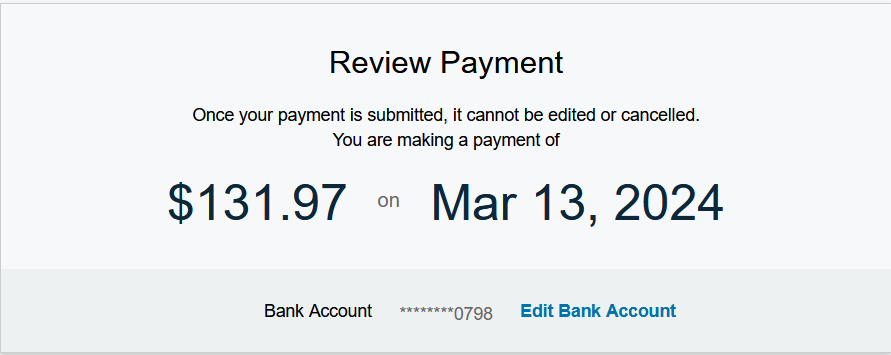 Review Payment
Once your payment is submitted, it cannot be edited or cancelled.
You are making a payment of
$131.97 on Mar 13, 2024
Bank Account ********0798 Edit Bank Account